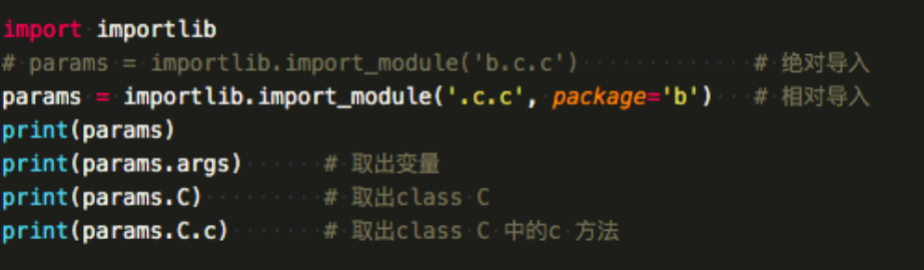 import importlib
# params = importlib.import_module('b.c.c') # 绝对导入
params = importlib.import_module('.c.c', package='b') # 相对导入
print(params)
print(params.args) # 取出变量
print(params.C) # 取出class C
print(params.C.c) # 取出class C 中的c 方法